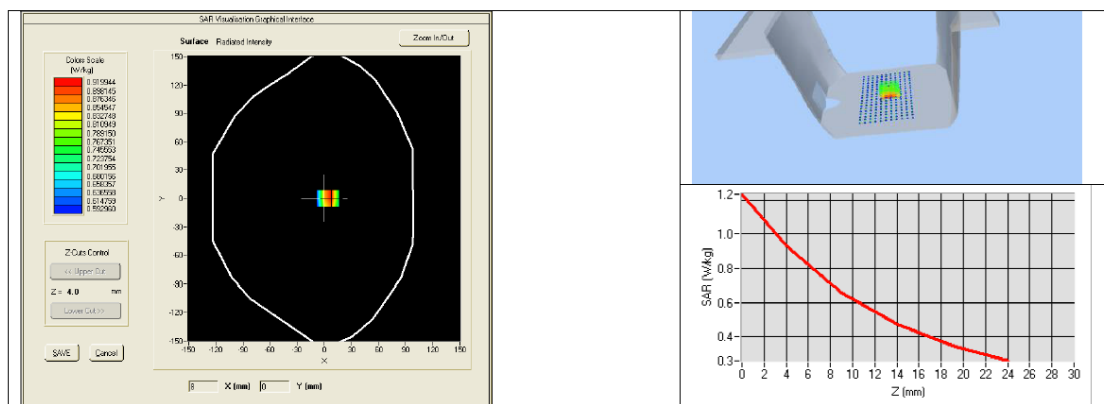 SAR Visualisation Graphical Interface
Surface Radiated Intensity
Zoom In/Out
Colors Scale
(W/kg)
0.919944
0.898145
0.876346
0.854547
0.832748
0.810949
0.789150
0.767351
0.745553
0.723754
0.701955
0.680156
0.658357
0.636558
0.614759
0.592960
Z-Cuts Control
<< Upper Cut
Z = 4.0 mm
Lower Cut >>
SAVE Cancel
150
120
90
60
30
0
-30
-60
-90
-120
-150
Y
-150 -120 -90 -60 -30 0 30 60 90 120 150
X
8 X (mm) 0 Y (mm)
1.2
1.0
0.8
0.6
0.4
0.3
SAR (W/kg)
0 2 4 6 8 10 12 14 16 18 20 22 24 26 28 30
Z (mm)